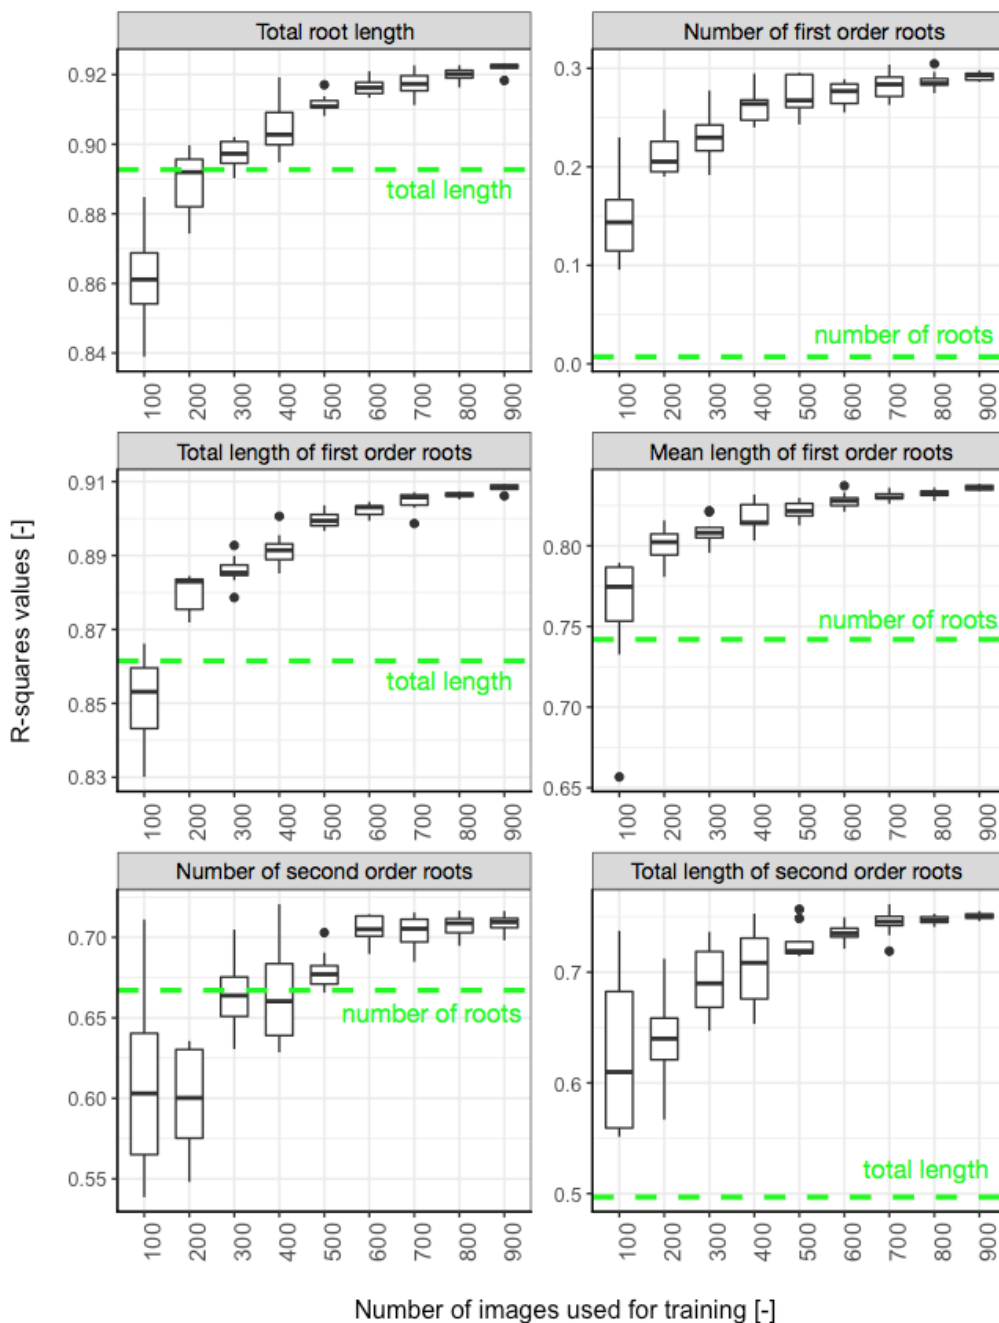 Total root length
Number of first order roots
0.92
0.90
0.88
0.86
0.84
total length
100 200 300 400 500 600 700 800 900
0.3
0.2
0.1
0.0
number of roots
100 200 300 400 500 600 700 800 900
Total length of first order roots
Mean length of first order roots
R-squares values [-]
0.91
0.89
0.87
0.85
0.83
total length
100 200 300 400 500 600 700 800 900
0.80
0.75
0.70
0.65
number of roots
100 200 300 400 500 600 700 800 900
Number of second order roots
Total length of second order roots
0.70
0.65
0.60
0.55
number of roots
100 200 300 400 500 600 700 800 900
0.7
0.6
0.5
total length
100 200 300 400 500 600 700 800 900
Number of images used for training [-]